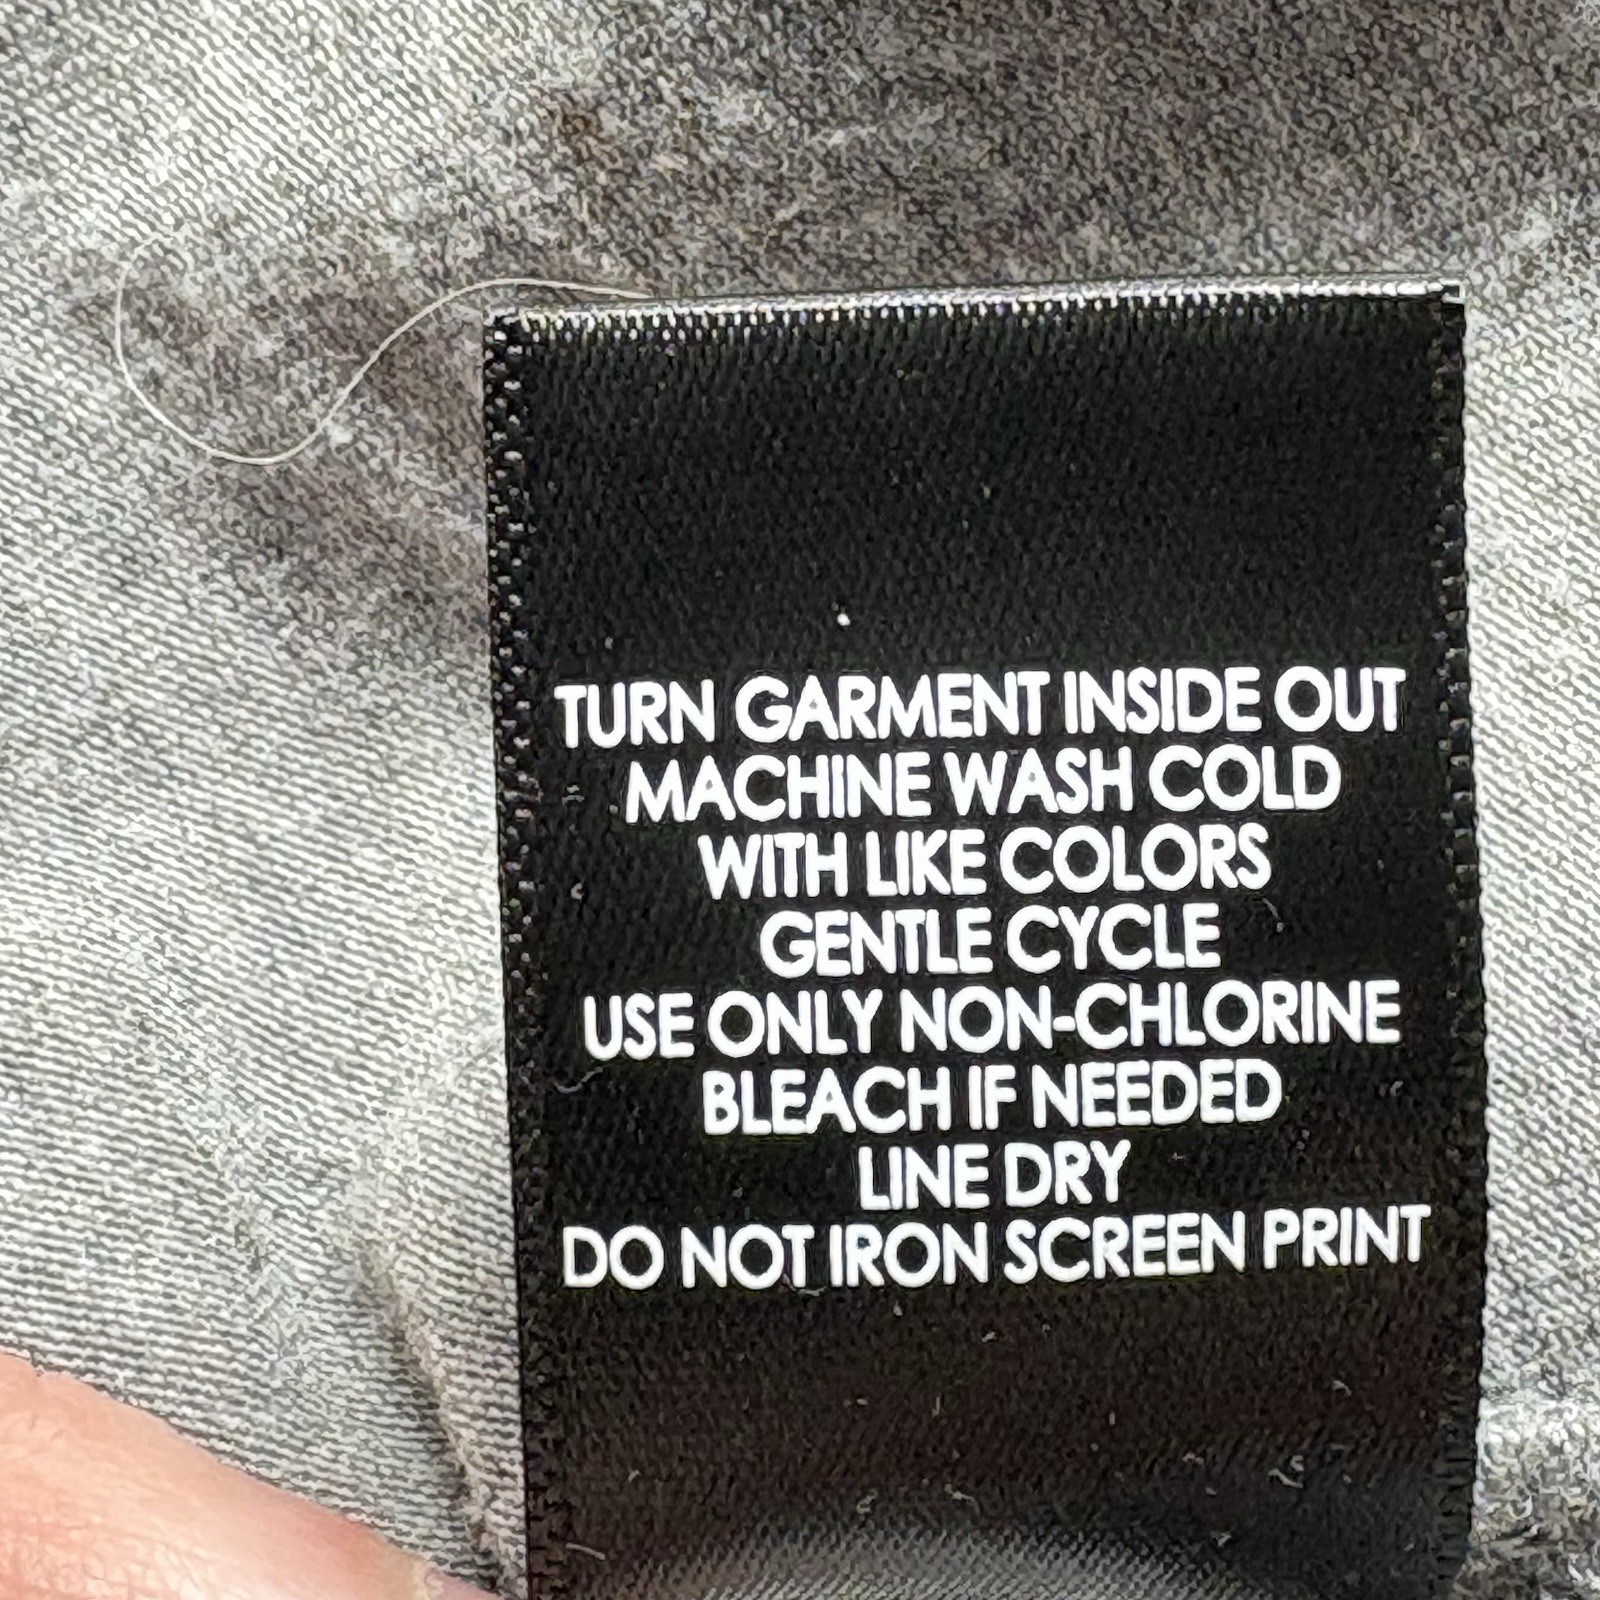 TURN GARMENT INSIDE OUT
MACHINE WASH COLD
WITH LIKE COLORS
GENTLE CYCLE
USE ONLY NON-CHLORINE
BLEACH IF NEEDED
LINE DRY
DO NOT IRON SCREEN PRINT